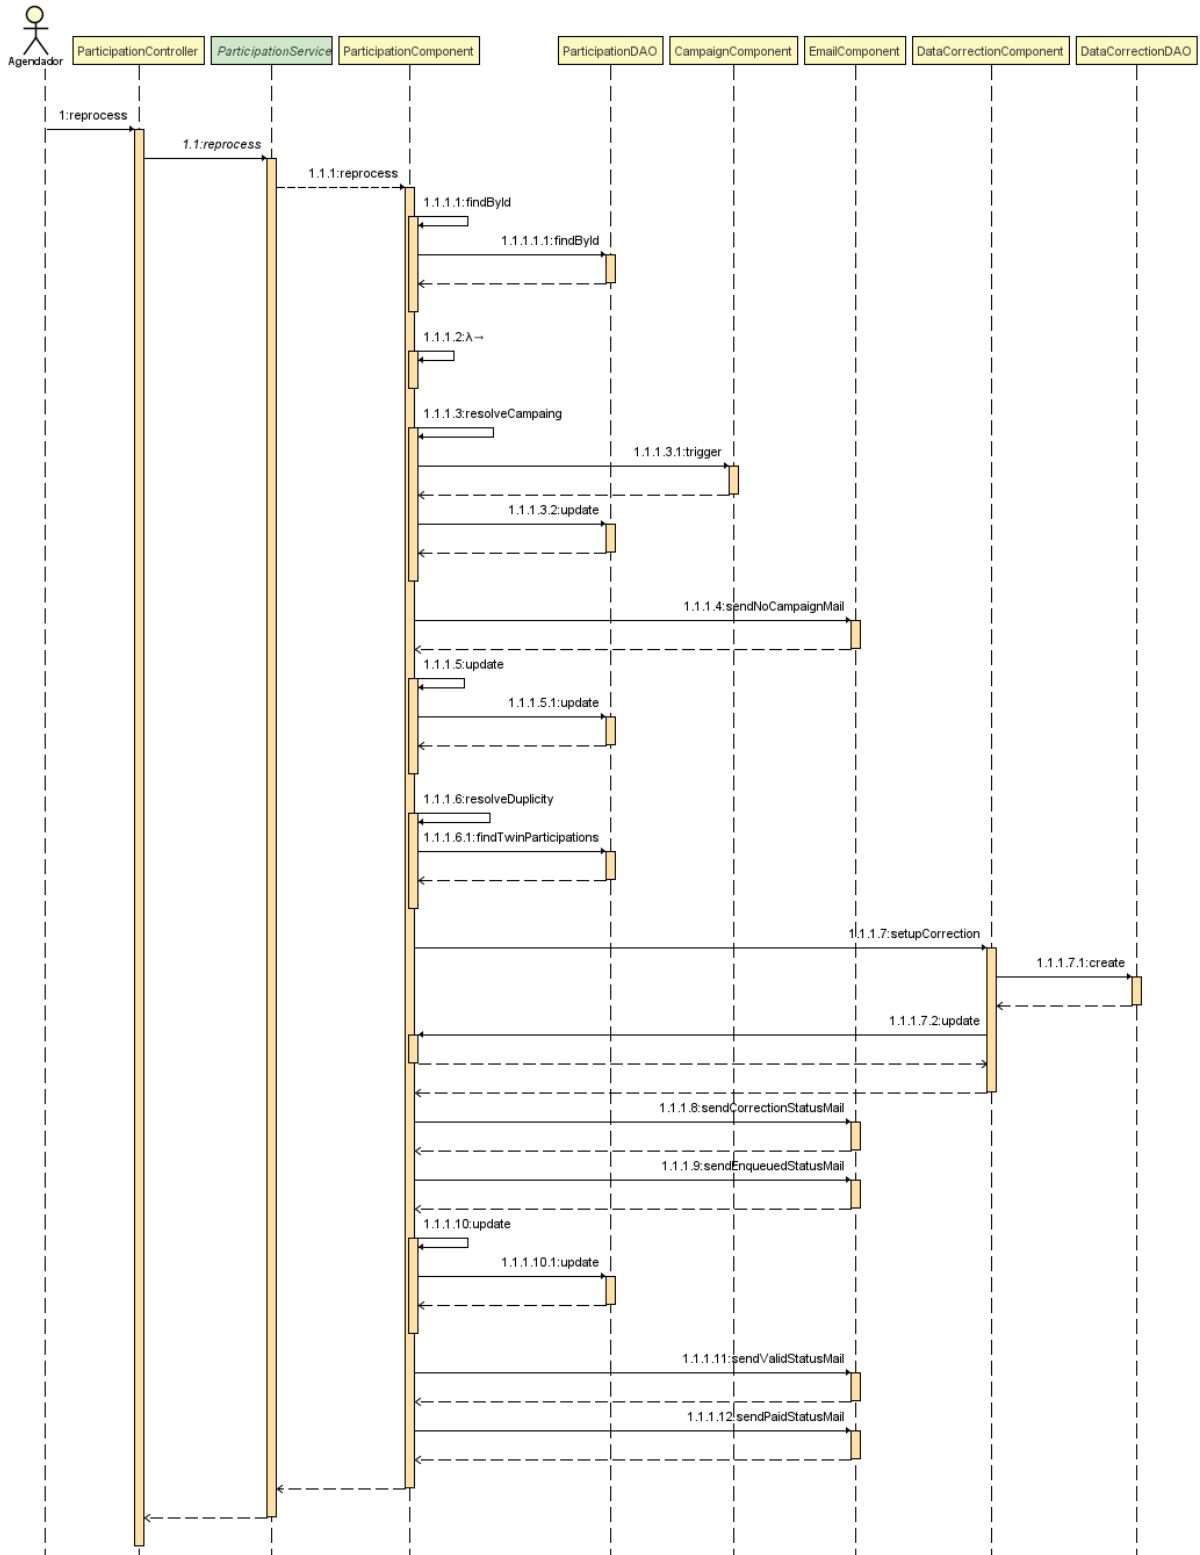 Agendador
ParticipationController
ParticipationService
ParticipationComponent
ParticipationDAO
CampaignComponent
EmailComponent
DataCorrectionComponent
DataCorrectionDAO
1:reprocess
1.1:reprocess
1.1.1:reprocess
1.1.1.1:findById
1.1.1.1.1:findById
1.1.1.2:λ→
1.1.1.3:resolveCampaing
1.1.1.3.1:trigger
1.1.1.3.2:update
1.1.1.4:sendNoCampaignMail
1.1.1.5:update
1.1.1.5.1:update
1.1.1.6:resolveDuplicity
1.1.1.6.1:findTwinParticipations
1.1.1.7:setupCorrection
1.1.1.7.1:create
1.1.1.7.2:update
1.1.1.8:sendCorrectionStatusMail
1.1.1.9:sendEnqueuedStatusMail
1.1.1.10:update
1.1.1.10.1:update
1.1.1.11:sendValidStatusMail
1.1.1.12:sendPaidStatusMail